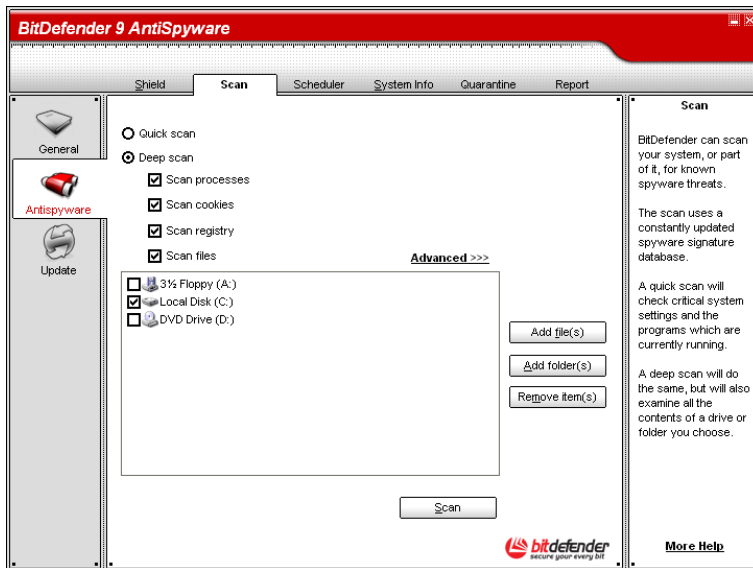 BitDefender 9 AntiSpyware
Shield
Scan
Scheduler
System Info
Quarantine
Report
General
Antispyware
Update
Quick scan
Deep scan
Scan processes
Scan cookies
Scan registry
Scan files
Advanced >>>
3½ Floppy (A:)
Local Disk (C:)
DVD Drive (D:)
Add file(s)
Add folder(s)
Remove item(s)
Scan
bitdefender
secure your every bit
Scan
BitDefender can scan
your system, or part
of it, for known
spyware threats.
The scan uses a
constantly updated
spyware signature
database.
A quick scan will
check critical system
settings and the
programs which are
currently running.
A deep scan will do
the same, but will also
examine all the
contents of a drive or
folder you choose.
More Help